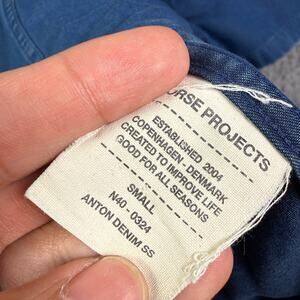 ORSE PROJECTS
ESTABLISHED 2004
COPENHAGEN - DENMARK
CREATED TO IMPROVE LIFE
GOOD FOR ALL SEASONS
SMALL
N40 - 0324
ANTON DENIM SS